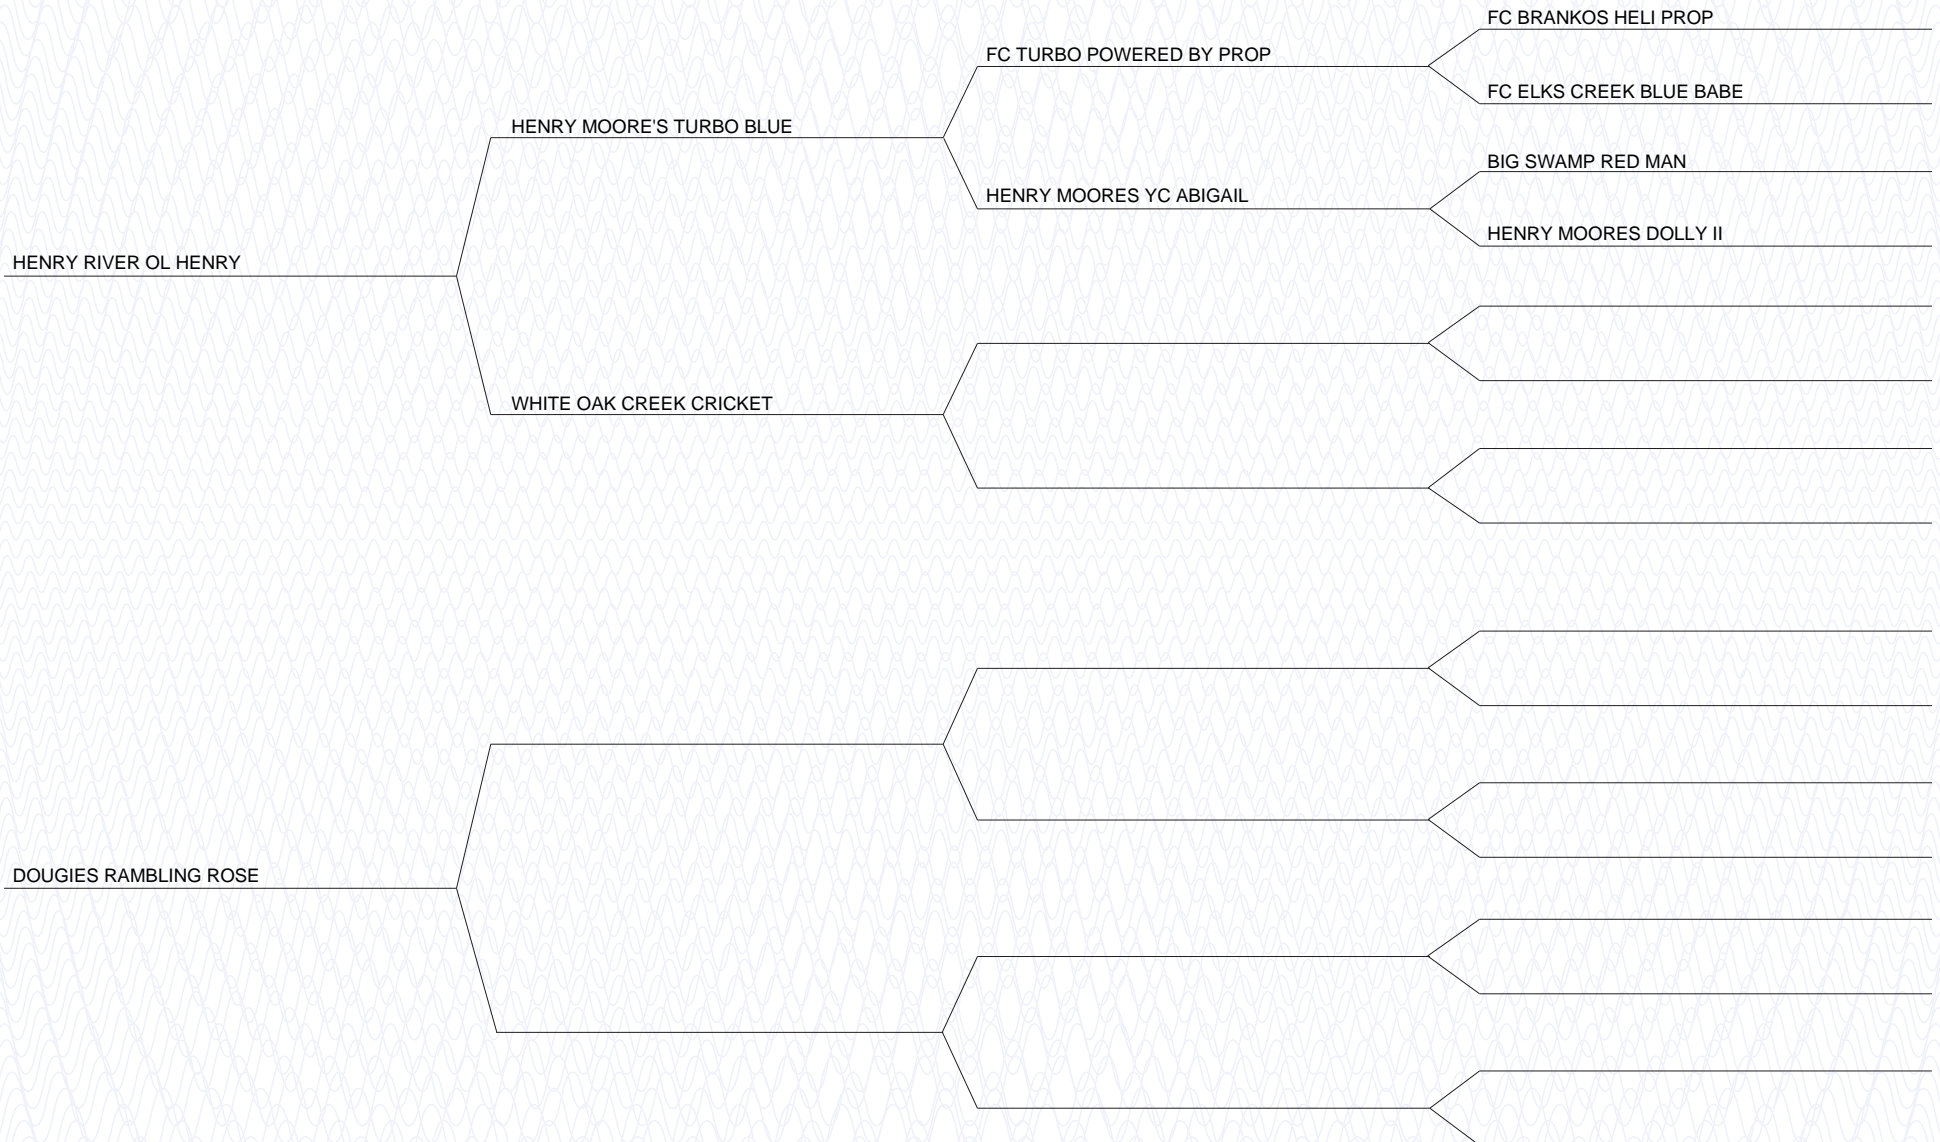 FC BRANKOS HELI PROP
FC TURBO POWERED BY PROP
FC ELKS CREEK BLUE BABE
HENRY MOORE'S TURBO BLUE
BIG SWAMP RED MAN
HENRY MOORES YC ABIGAIL
HENRY MOORES DOLLY II
HENRY RIVER OL HENRY
WHITE OAK CREEK CRICKET
DOUGIES RAMBLING ROSE